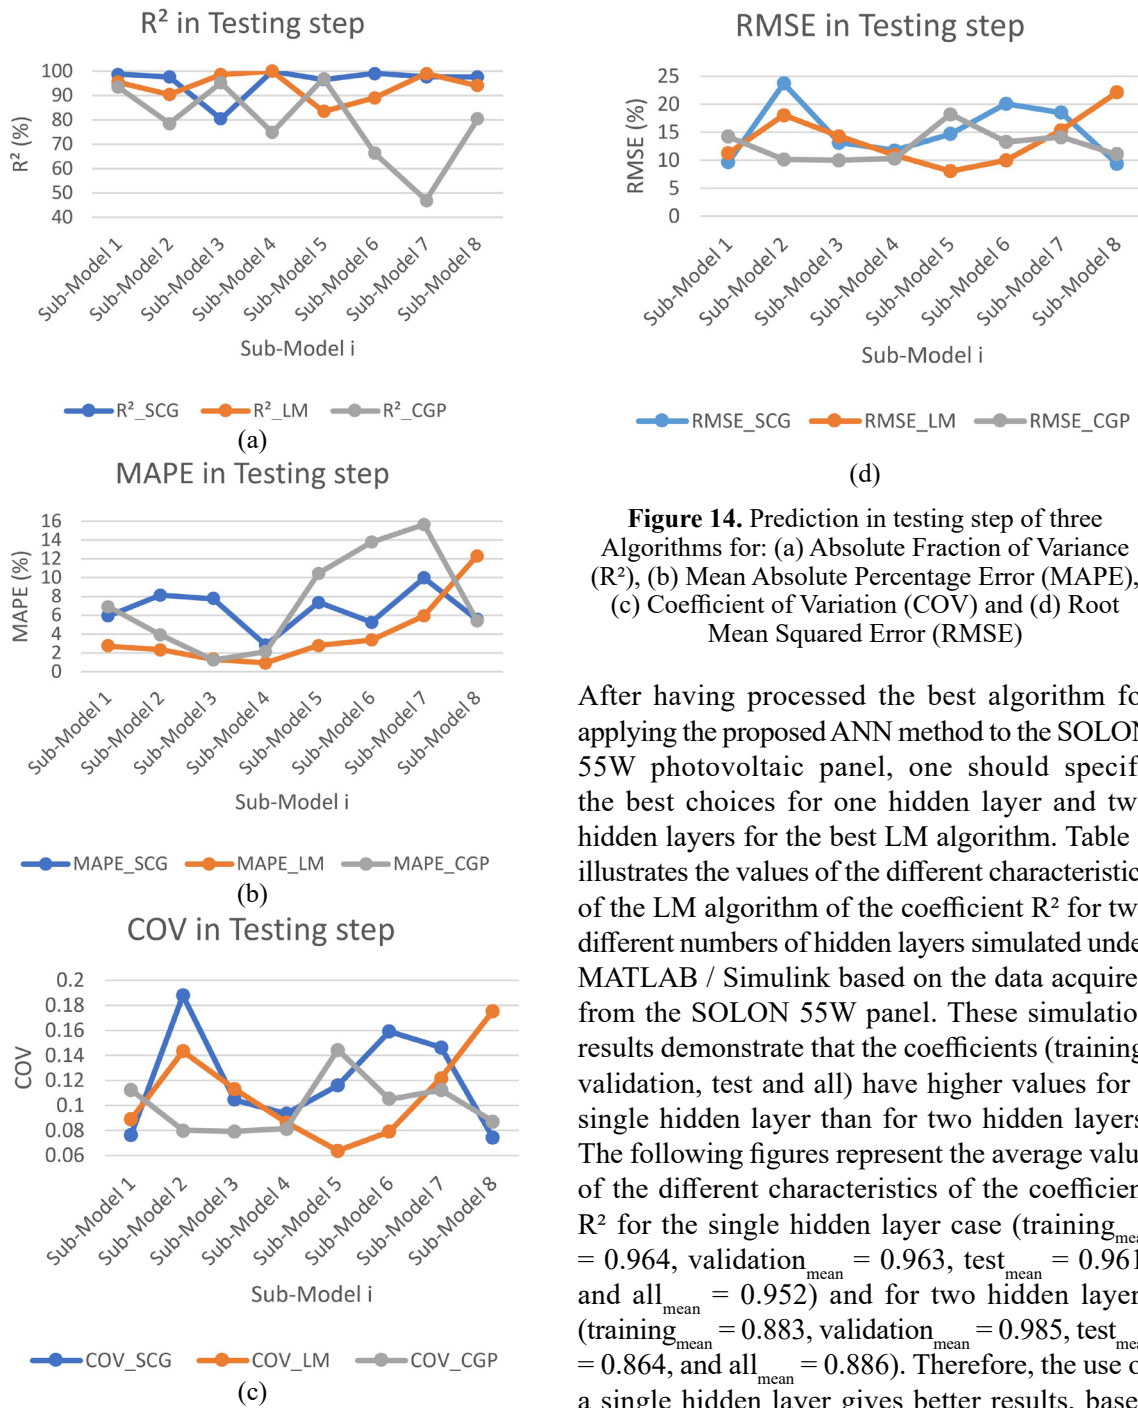 R² in Testing step
100
90
80
70
60
50
40
R² (%)
Sub-Model 1
Sub-Model 2
Sub-Model 3
Sub-Model 4
Sub-Model 5
Sub-Model 6
Sub-Model 7
Sub-Model 8
Sub-Model i
R²_SCG R²_LM R²_CGP
(a)
MAPE in Testing step
16
14
12
10
8
6
4
2
0
MAPE (%)
Sub-Model 1
Sub-Model 2
Sub-Model 3
Sub-Model 4
Sub-Model 5
Sub-Model 6
Sub-Model 7
Sub-Model 8
Sub-Model i
MAPE_SCG MAPE_LM MAPE_CGP
(b)
COV in Testing step
0.2
0.18
0.16
0.14
0.12
0.1
0.08
0.06
COV
Sub-Model 1
Sub-Model 2
Sub-Model 3
Sub-Model 4
Sub-Model 5
Sub-Model 6
Sub-Model 7
Sub-Model 8
Sub-Model i
COV_SCG COV_LM COV_CGP
(c)
RMSE in Testing step
25
20
15
10
5
0
RMSE (%)
Sub-Model 1
Sub-Model 2
Sub-Model 3
Sub-Model 4
Sub-Model 5
Sub-Model 6
Sub-Model 7
Sub-Model 8
Sub-Model i
RMSE_SCG RMSE_LM RMSE_CGP
(d)
Figure 14. Prediction in testing step of three
Algorithms for: (a) Absolute Fraction of Variance
(R²), (b) Mean Absolute Percentage Error (MAPE),
(c) Coefficient of Variation (COV) and (d) Root
Mean Squared Error (RMSE)
After having processed the best algorithm
applying the proposed ANN method to the SOLON
55W photovoltaic panel, one should
the best choices for one hidden layer and
hidden layers for the best LM algorithm. Table
illustrates the values of the different
of the LM algorithm of the coefficient R² for
different numbers of hidden layers simulated
MATLAB / Simulink based on the data
from the SOLON 55W panel. These simulation
results demonstrate that the coefficients (training,
validation, test and all) have higher values for
single hidden layer than for two hidden layers.
The following figures represent the average
of the different characteristics of the
R² for the single hidden layer case
= 0.964, validation_mean = 0.963, test_mean = 0.961
and all_mean = 0.952) and for two hidden
(training_mean = 0.883, validation_mean = 0.985,
= 0.864, and all_mean = 0.886). Therefore, the use
a single hidden layer gives better results,